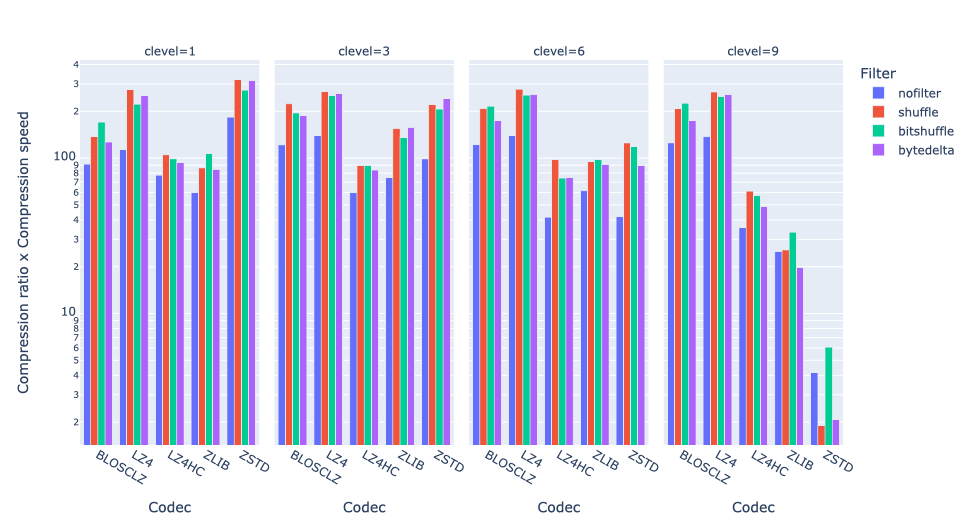 clevel=1
clevel=3
clevel=6
clevel=9
Compression ratio x Compression speed
4
3
2
100
9
8
7
6
5
4
3
2
10
9
8
7
6
5
4
3
2
BLOSCLZ
LZ4
LZ4HC
ZLIB
ZSTD
BLOSCLZ
LZ4
LZ4HC
ZLIB
ZSTD
BLOSCLZ
LZ4
LZ4HC
ZLIB
ZSTD
BLOSCLZ
LZ4
LZ4HC
ZLIB
ZSTD
Codec
Codec
Codec
Codec
Filter
nofilter
shuffle
bitshuffle
bytedelta